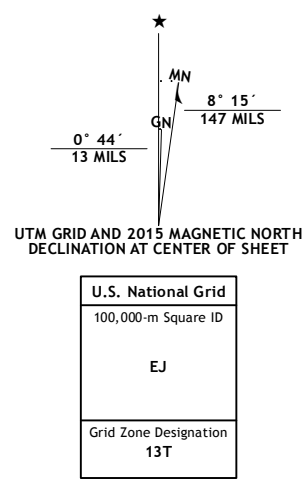 ★
MN
GN
8° 15´
147 MILS
0° 44´
13 MILS
UTM GRID AND 2015 MAGNETIC NORTH
DECLINATION AT CENTER OF SHEET
U.S. National Grid
100,000-m Square ID
EJ
Grid Zone Designation
13T